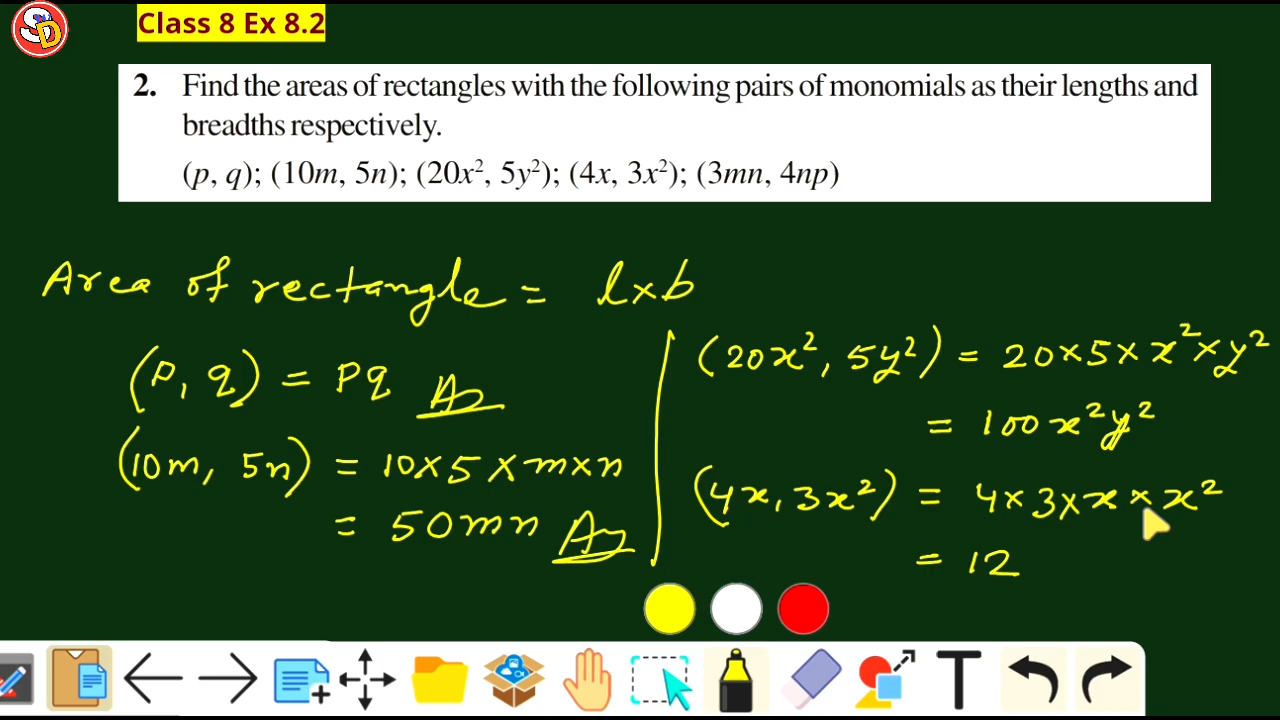 SD
Class 8 Ex 8.2
2. Find the areas of rectangles with the following pairs of monomials as their lengths and
breadths respectively.
(p, q); (10m, 5n); (20x², 5y²); (4x, 3x²); (3mn, 4np)
Area of rectangle = l×b
(P, q) = Pq
(10m, 5n) = 10×5×m×n
= 50mn
(20x², 5y²) = 20×5×x²×y²
= 100x²y²
(4x, 3x²) = 4×3×x×x²
= 12
T